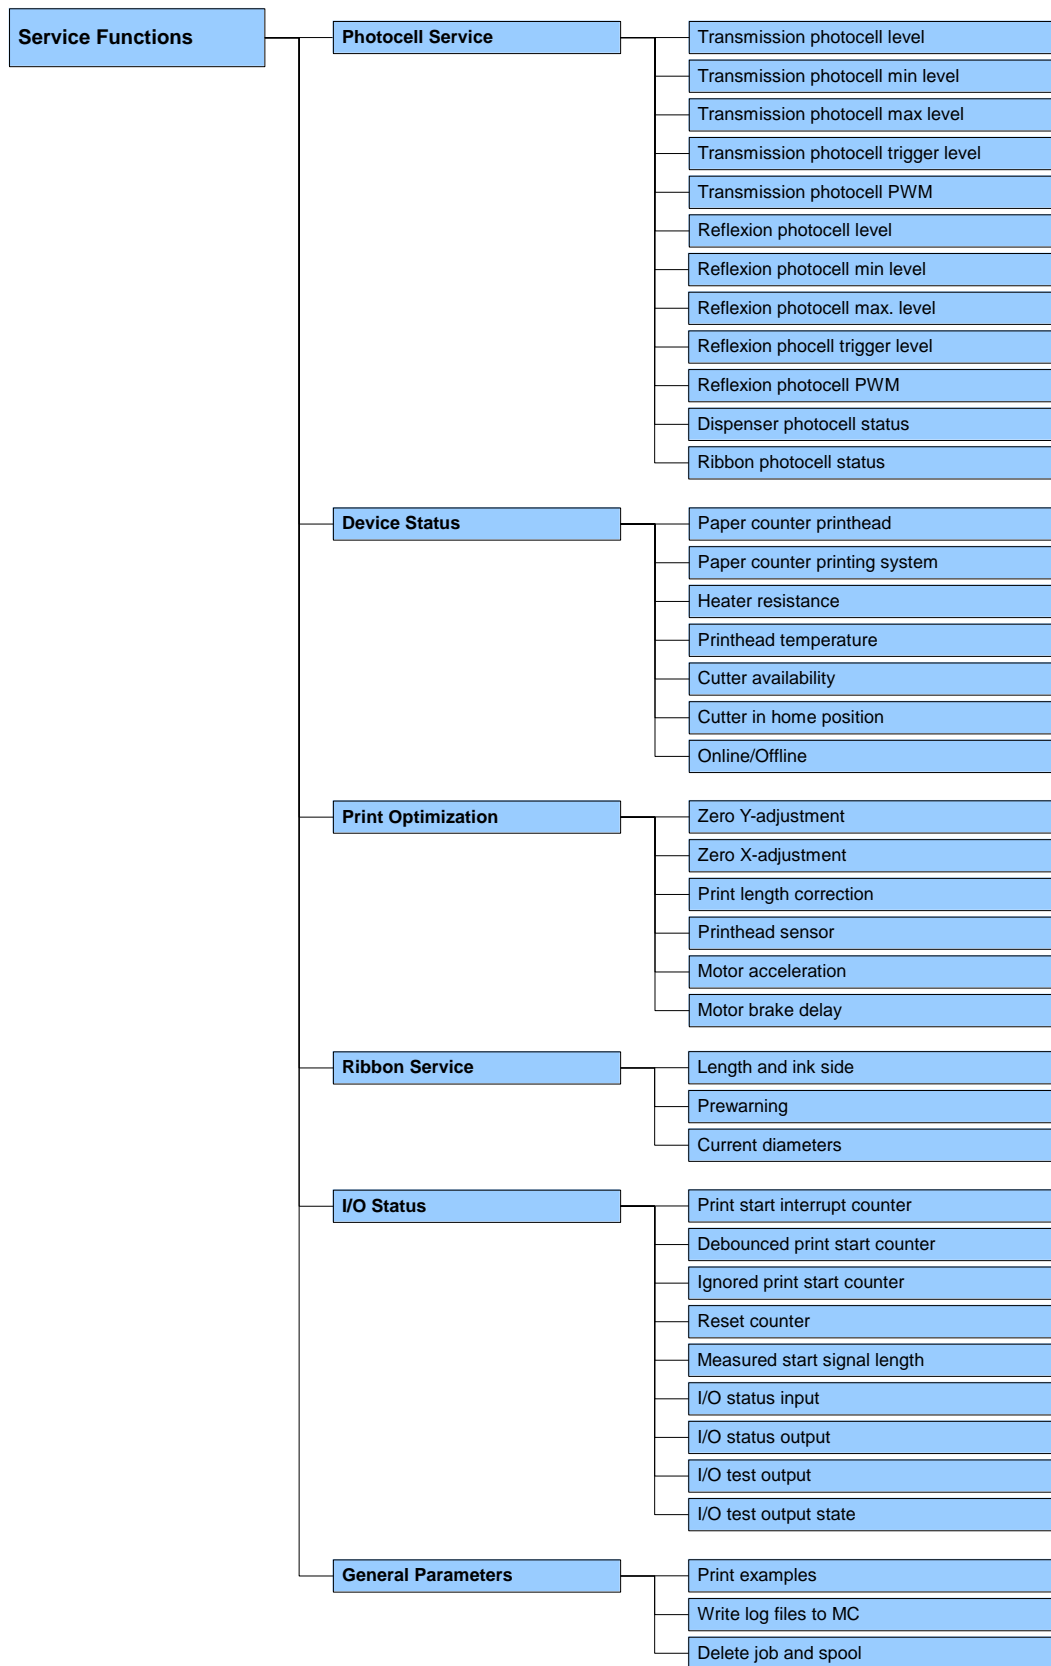 Service Functions
Photocell Service
Transmission photocell level
Transmission photocell min level
Transmission photocell max level
Transmission photocell trigger level
Transmission photocell PWM
Reflexion photocell level
Reflexion photocell min level
Reflexion photocell max. level
Reflexion phocell trigger level
Reflexion photocell PWM
Dispenser photocell status
Ribbon photocell status
Device Status
Paper counter printhead
Paper counter printing system
Heater resistance
Printhead temperature
Cutter availability
Cutter in home position
Online/Offline
Print Optimization
Zero Y-adjustment
Zero X-adjustment
Print length correction
Printhead sensor
Motor acceleration
Motor brake delay
Ribbon Service
Length and ink side
Prewarning
Current diameters
I/O Status
Print start interrupt counter
Debounced print start counter
Ignored print start counter
Reset counter
Measured start signal length
I/O status input
I/O status output
I/O test output
I/O test output state
General Parameters
Print examples
Write log files to MC
Delete job and spool